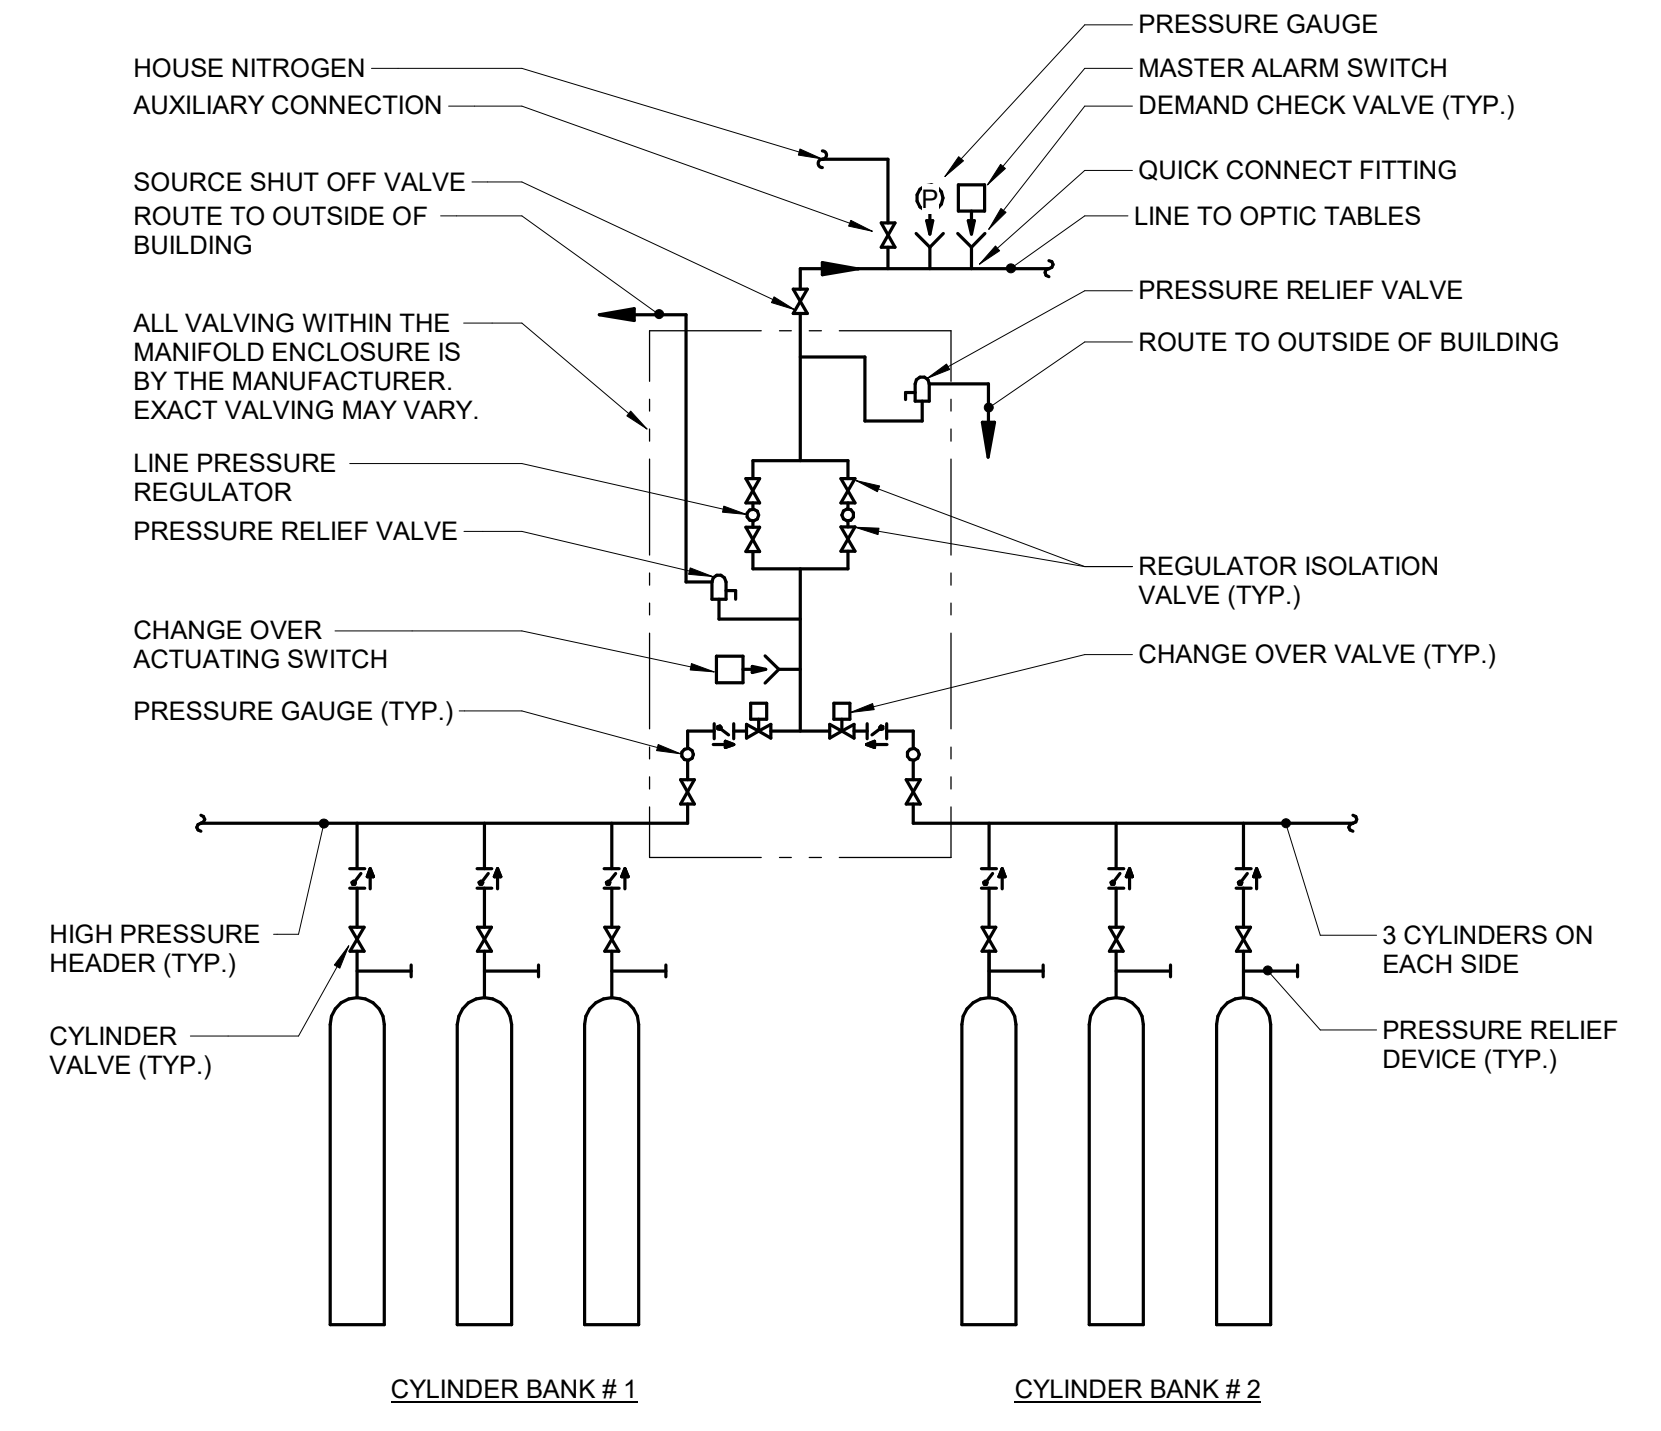 PRESSURE GAUGE
HOUSE NITROGEN
MASTER ALARM SWITCH
AUXILIARY CONNECTION
DEMAND CHECK VALVE (TYP.)
QUICK CONNECT FITTING
SOURCE SHUT OFF VALVE
(P)
ROUTE TO OUTSIDE OF
BUILDING
LINE TO OPTIC TABLES
PRESSURE RELIEF VALVE
ALL VALVING WITHIN THE
MANIFOLD ENCLOSURE IS
BY THE MANUFACTURER.
EXACT VALVING MAY VARY.
ROUTE TO OUTSIDE OF BUILDING
LINE PRESSURE
REGULATOR
PRESSURE RELIEF VALVE
REGULATOR ISOLATION
VALVE (TYP.)
CHANGE OVER
ACTUATING SWITCH
CHANGE OVER VALVE (TYP.)
PRESSURE GAUGE (TYP.)
HIGH PRESSURE
HEADER (TYP.)
3 CYLINDERS ON
EACH SIDE
CYLINDER
VALVE (TYP.)
PRESSURE RELIEF
DEVICE (TYP.)
CYLINDER BANK # 1
CYLINDER BANK # 2